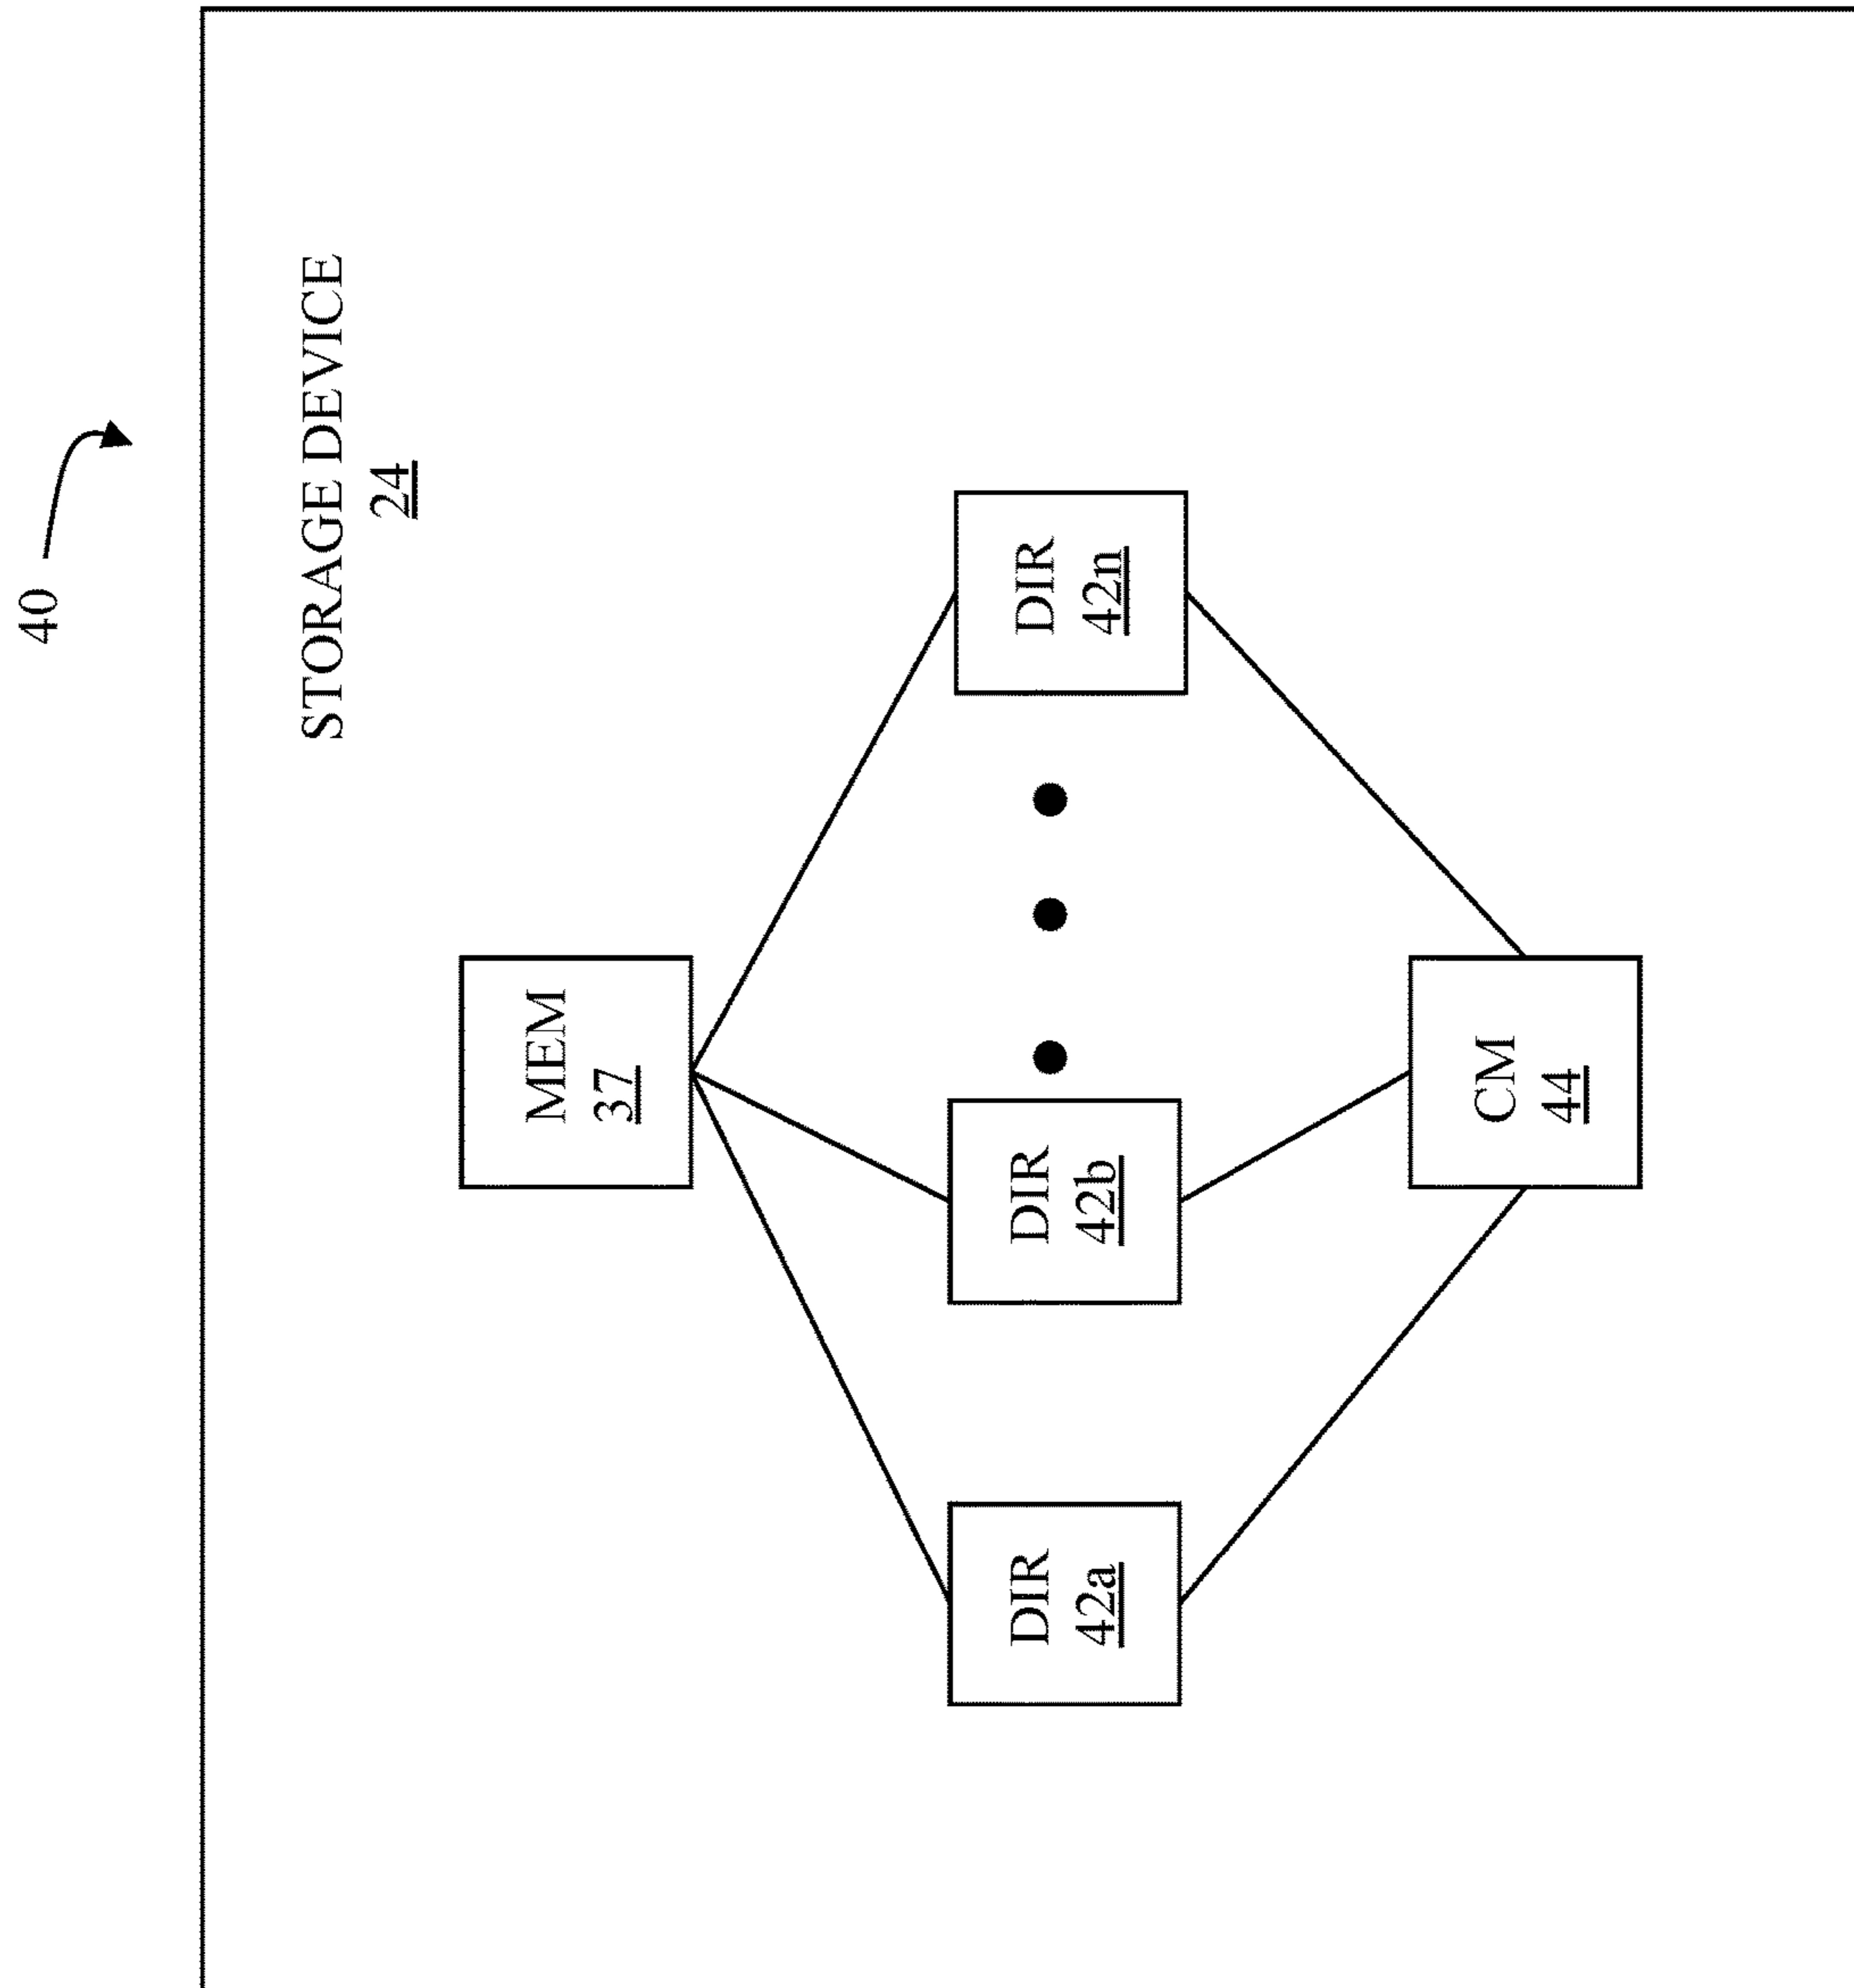 40
STORAGE DEVICE
24
MEM
37
DIR
42a
DIR
42b
DIR
42n
CM
44